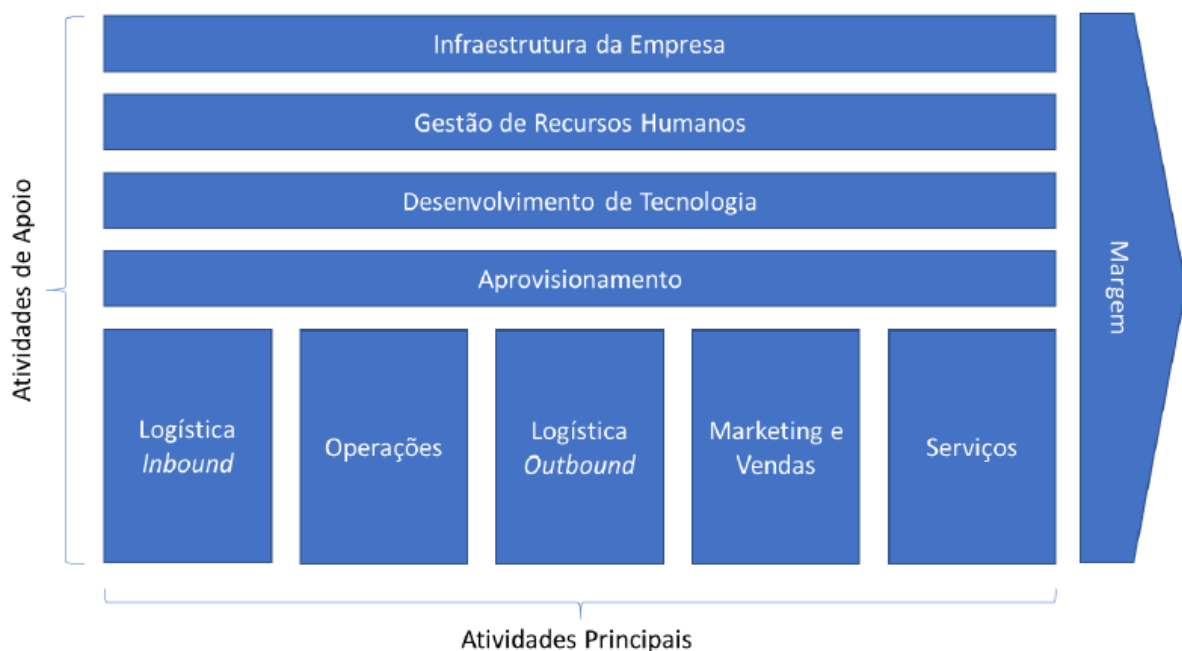 Infraestrutura da Empresa
Gestão de Recursos Humanos
Desenvolvimento de Tecnologia
Aprovisionamento
Atividades de Apoio
Logística
Inbound
Operações
Logística
Outbound
Marketing e
Vendas
Serviços
Margem
Atividades Principais